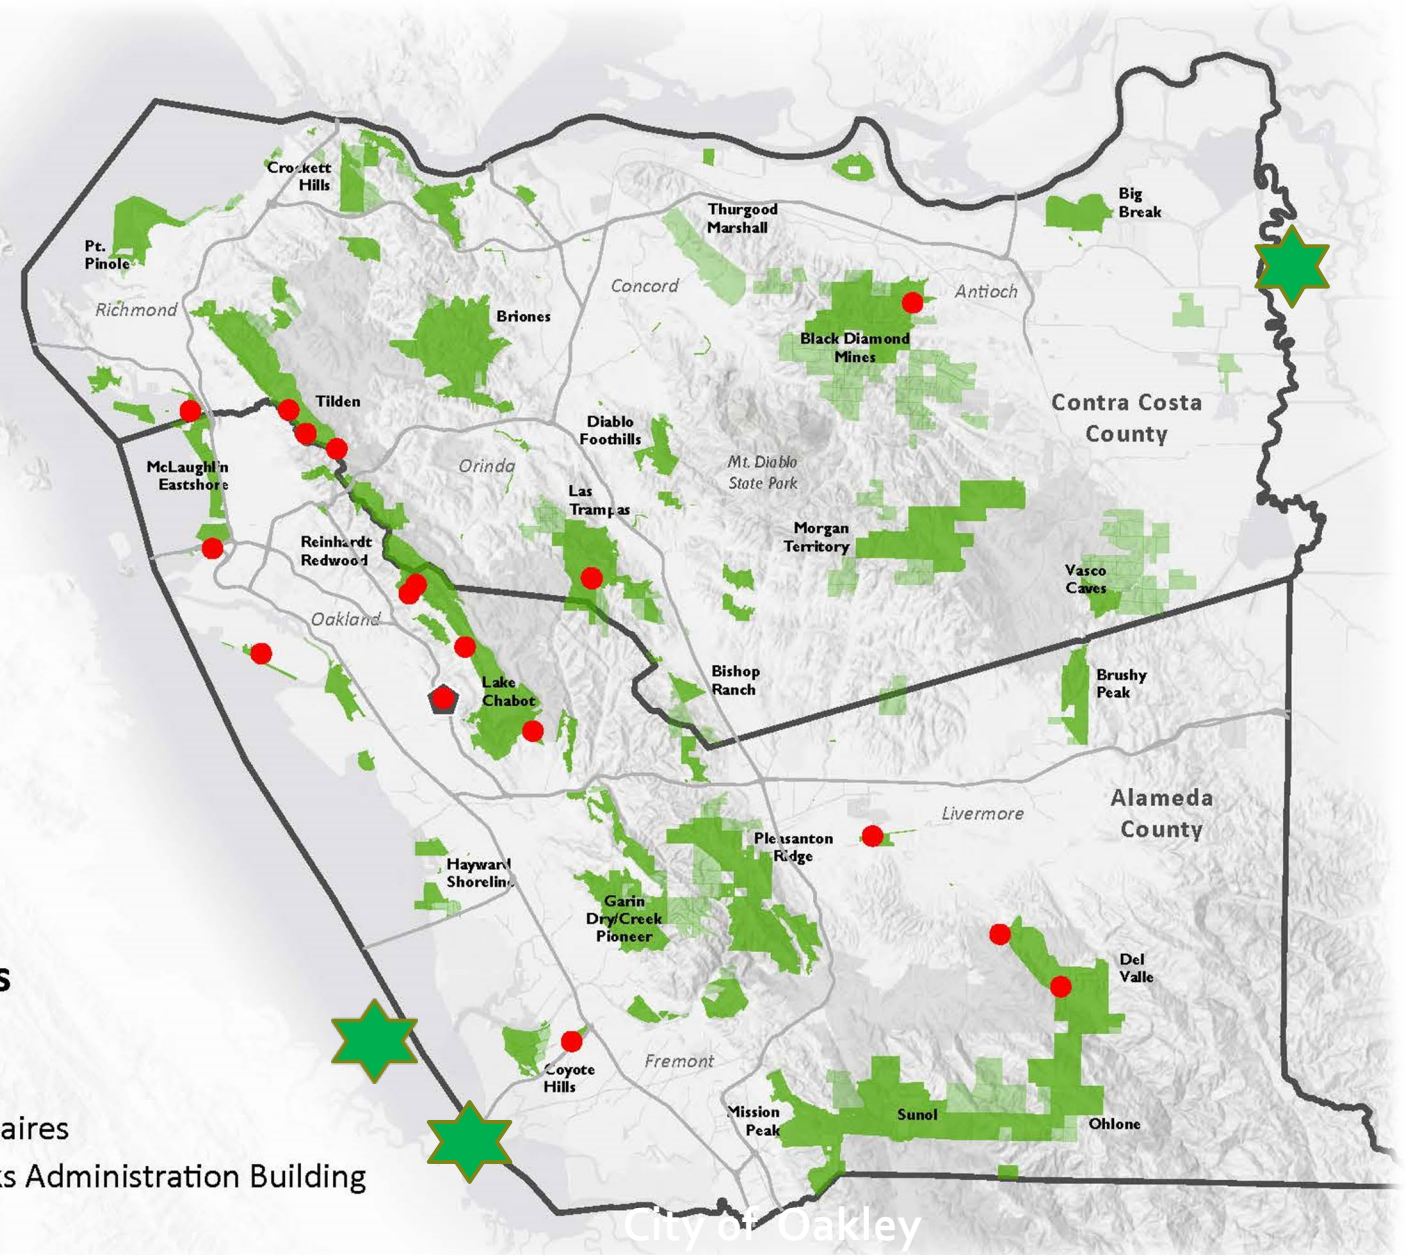 Crockett
Hills
Pt.
Pinole
Richmond
Thurgood
Marshall
Big
Break
Concord
Antioch
Briones
Black Diamond
Mines
Tilden
Contra Costa
County
Diablo
Foothills
McLaughlin
Eastshore
Orinda
Mt. Diablo
State Park
Las
Trampas
Morgan
Territory
Reinhardt
Redwood
Vasco
Caves
Oakland
Bishop
Ranch
Brushy
Peak
Lake
Chabot
Alameda
County
Livermore
Pleasanton
Ridge
Hayward
Shoreline
Garin
Dry/Creek
Pioneer
Del
Valle
s
Fremont
Coyote
Hills
Mission
Peak
Sunol
Ohlone
aires
ks Administration Building
City of Oakley